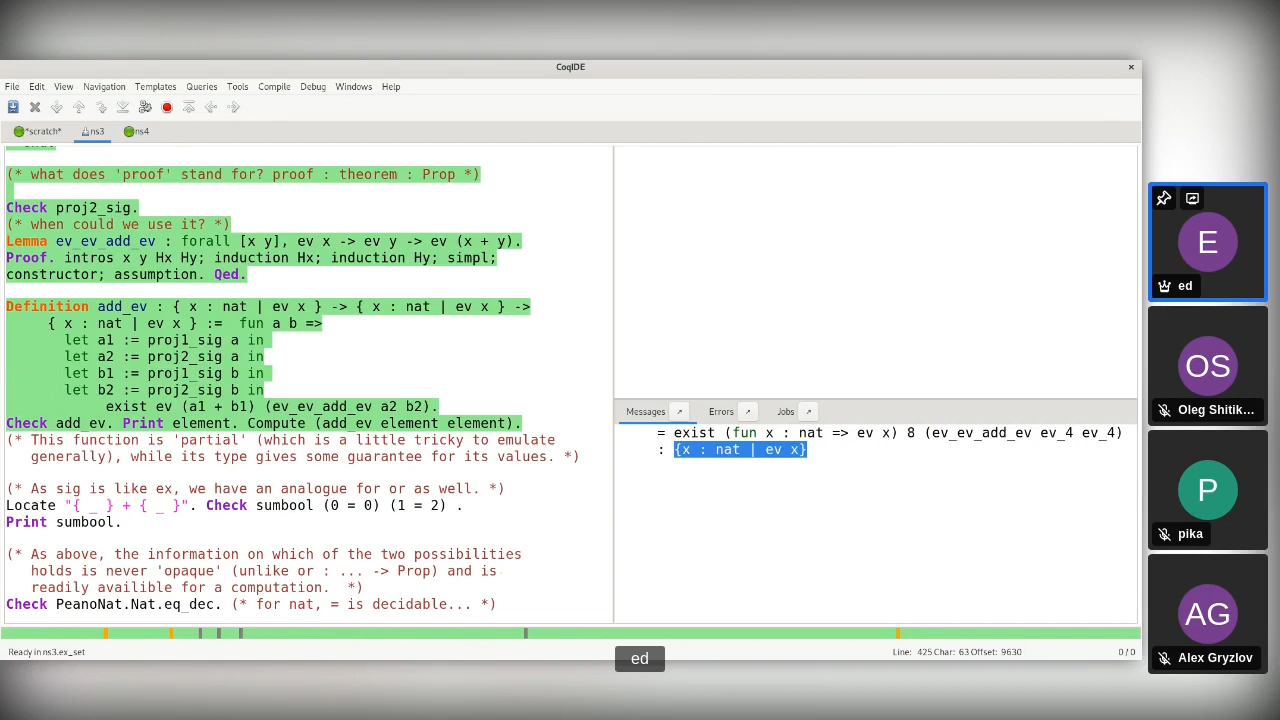 CoqIDE
×
File Edit View Navigation Templates Queries Tools Compile Debug Windows Help
*scratch* ns3 ns4
(* what does 'proof' stand for? proof : theorem : Prop *)
Check proj2_sig.
(* when could we use it? *)
Lemma ev_ev_add_ev : forall [x y], ev x -> ev y -> ev (x + y).
Proof. intros x y Hx Hy; induction Hx; induction Hy; simpl;
constructor; assumption. Qed.
Definition add_ev : { x : nat | ev x } -> { x : nat | ev x } ->
{ x : nat | ev x } := fun a b =>
let a1 := proj1_sig a in
let a2 := proj2_sig a in
let b1 := proj1_sig b in
let b2 := proj2_sig b in
exist ev (a1 + b1) (ev_ev_add_ev a2 b2).
Check add_ev. Print element. Compute (add_ev element element).
(* This function is 'partial' (which is a little tricky to emulate
generally), while its type gives some guarantee for its values. *)
(* As sig is like ex, we have an analogue for or as well. *)
Locate "{ _ } + { _ }". Check sumbool (0 = 0) (1 = 2) .
Print sumbool.
(* As above, the information on which of the two possibilities
holds is never 'opaque' (unlike or : ... -> Prop) and is
readily availible for a computation. *)
Check PeanoNat.Nat.eq_dec. (* for nat, = is decidable... *)
Messages Errors Jobs
= exist (fun x : nat => ev x) 8 (ev_ev_add_ev ev_4 ev_4)
: {x : nat | ev x}
Ready in ns3.ex_set
Line: 425 Char: 63 Offset: 9630
0 / 0
ed
E
ed
OS
Oleg Shitik...
P
pika
AG
Alex Gryzlov